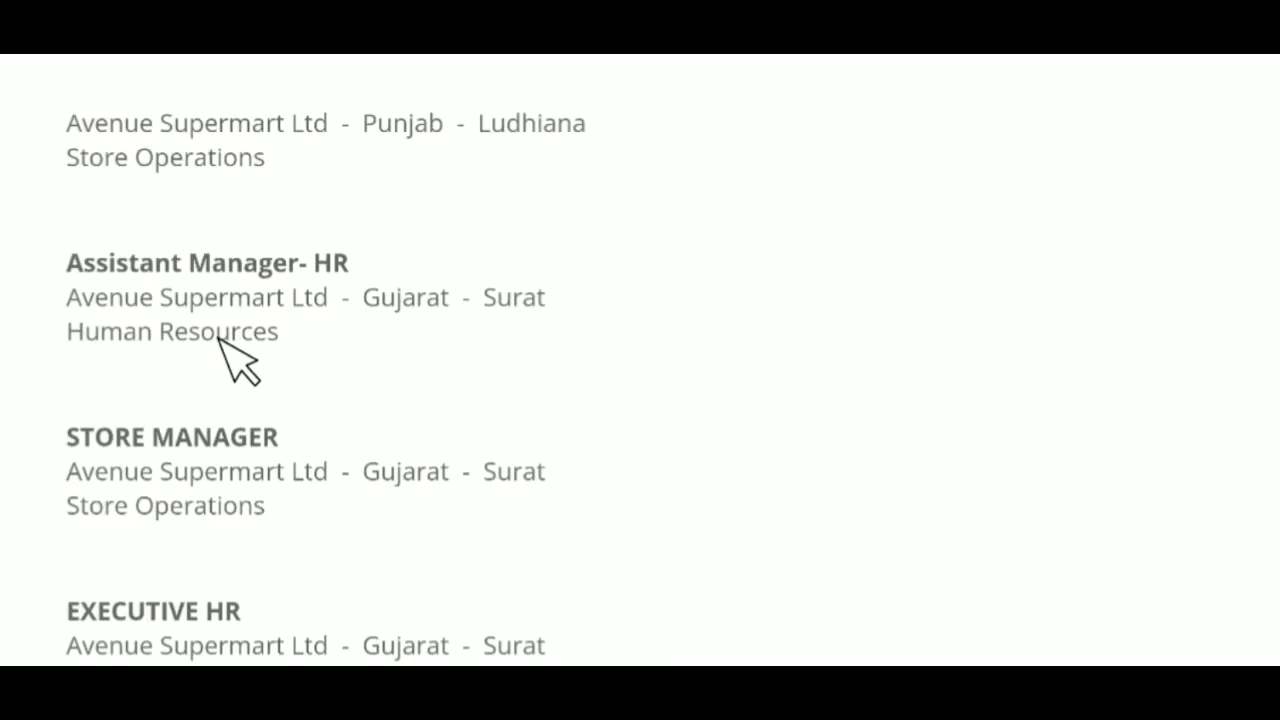 Avenue Supermart Ltd - Punjab - Ludhiana
Store Operations
Assistant Manager- HR
Avenue Supermart Ltd - Gujarat - Surat
Human Resources
STORE MANAGER
Avenue Supermart Ltd - Gujarat - Surat
Store Operations
EXECUTIVE HR
Avenue Supermart Ltd - Gujarat - Surat